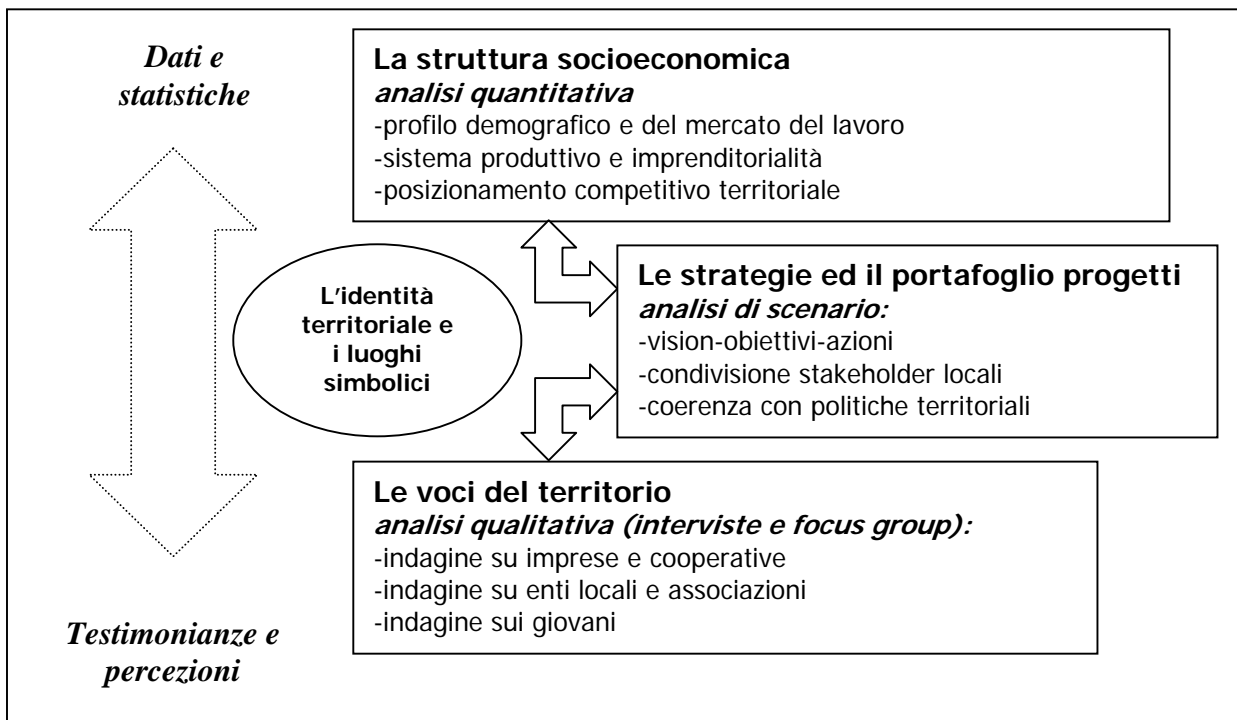 Dati e
statistiche
La struttura socioeconomica
analisi quantitativa
-profilo demografico e del mercato del lavoro
-sistema produttivo e imprenditorialità
-posizionamento competitivo territoriale
L'identità
territoriale e
i luoghi
simbolici
Le strategie ed il portafoglio progetti
analisi di scenario:
-vision-obiettivi-azioni
-condivisione stakeholder locali
-coerenza con politiche territoriali
Le voci del territorio
analisi qualitativa (interviste e focus group):
-indagine su imprese e cooperative
-indagine su enti locali e associazioni
-indagine sui giovani
Testimonianze e
percezioni